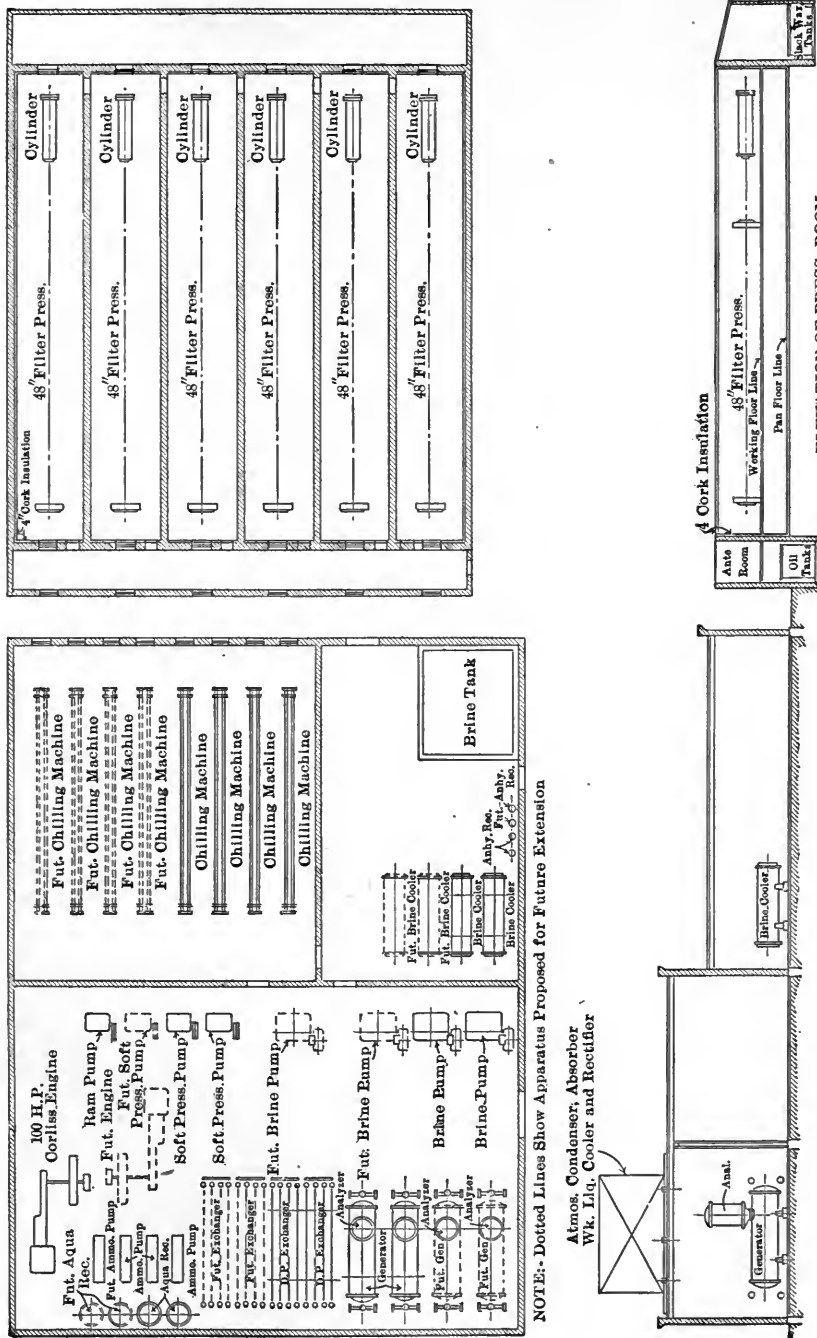 4" Cork Insulation
48" Filter Press.
Cylinder
48" Filter Press.
Cylinder
48" Filter Press.
Cylinder
48" Filter Press.
Cylinder
48" Filter Press.
Cylinder
48" Filter Press.
Cylinder
Fut. Chilling Machine
Fut. Chilling Machine
Fut. Chilling Machine
Fut. Chilling Machine
Chilling Machine
Chilling Machine
Chilling Machine
Chilling Machine
Brine Tank
Anhy. Rec.
Fut. Anhy.
Rec.
Fut. Brine Cooler
Fut. Brine Cooler
Brine Cooler
Brine Cooler
100 H.P.
Corliss Engine
Ram Pump
Fut. Engine
Fut. Soft
Press. Pump
Soft Press. Pump
Soft Press. Pump
Fut. Brine Pump
Fut. Brine Pump
Brine Pump
Brine Pump
Fut. Aqua
Rec.
Fut. Ammo. Pump
Ammo. Pump
Aqua Rec.
Ammo. Pump
Fut. Exchanger
Fut. Exchanger
D.P. Exchanger
D.P. Exchanger
Analyzer
Generator
Analyzer
Fut. Gen
Analyzer
Fut. Gen
NOTE:- Dotted Lines Show Apparatus Proposed for Future Extension
Atmos. Condenser, Absorber
Wk. Liq. Cooler and Rectifier
Anal.
Generator
Brine Cooler
4 Cork Insulation
Ante
Room
Oil
Tanks
48" Filter Press.
Working Floor Line
Pan Floor Line
Slack Wax
Tanks